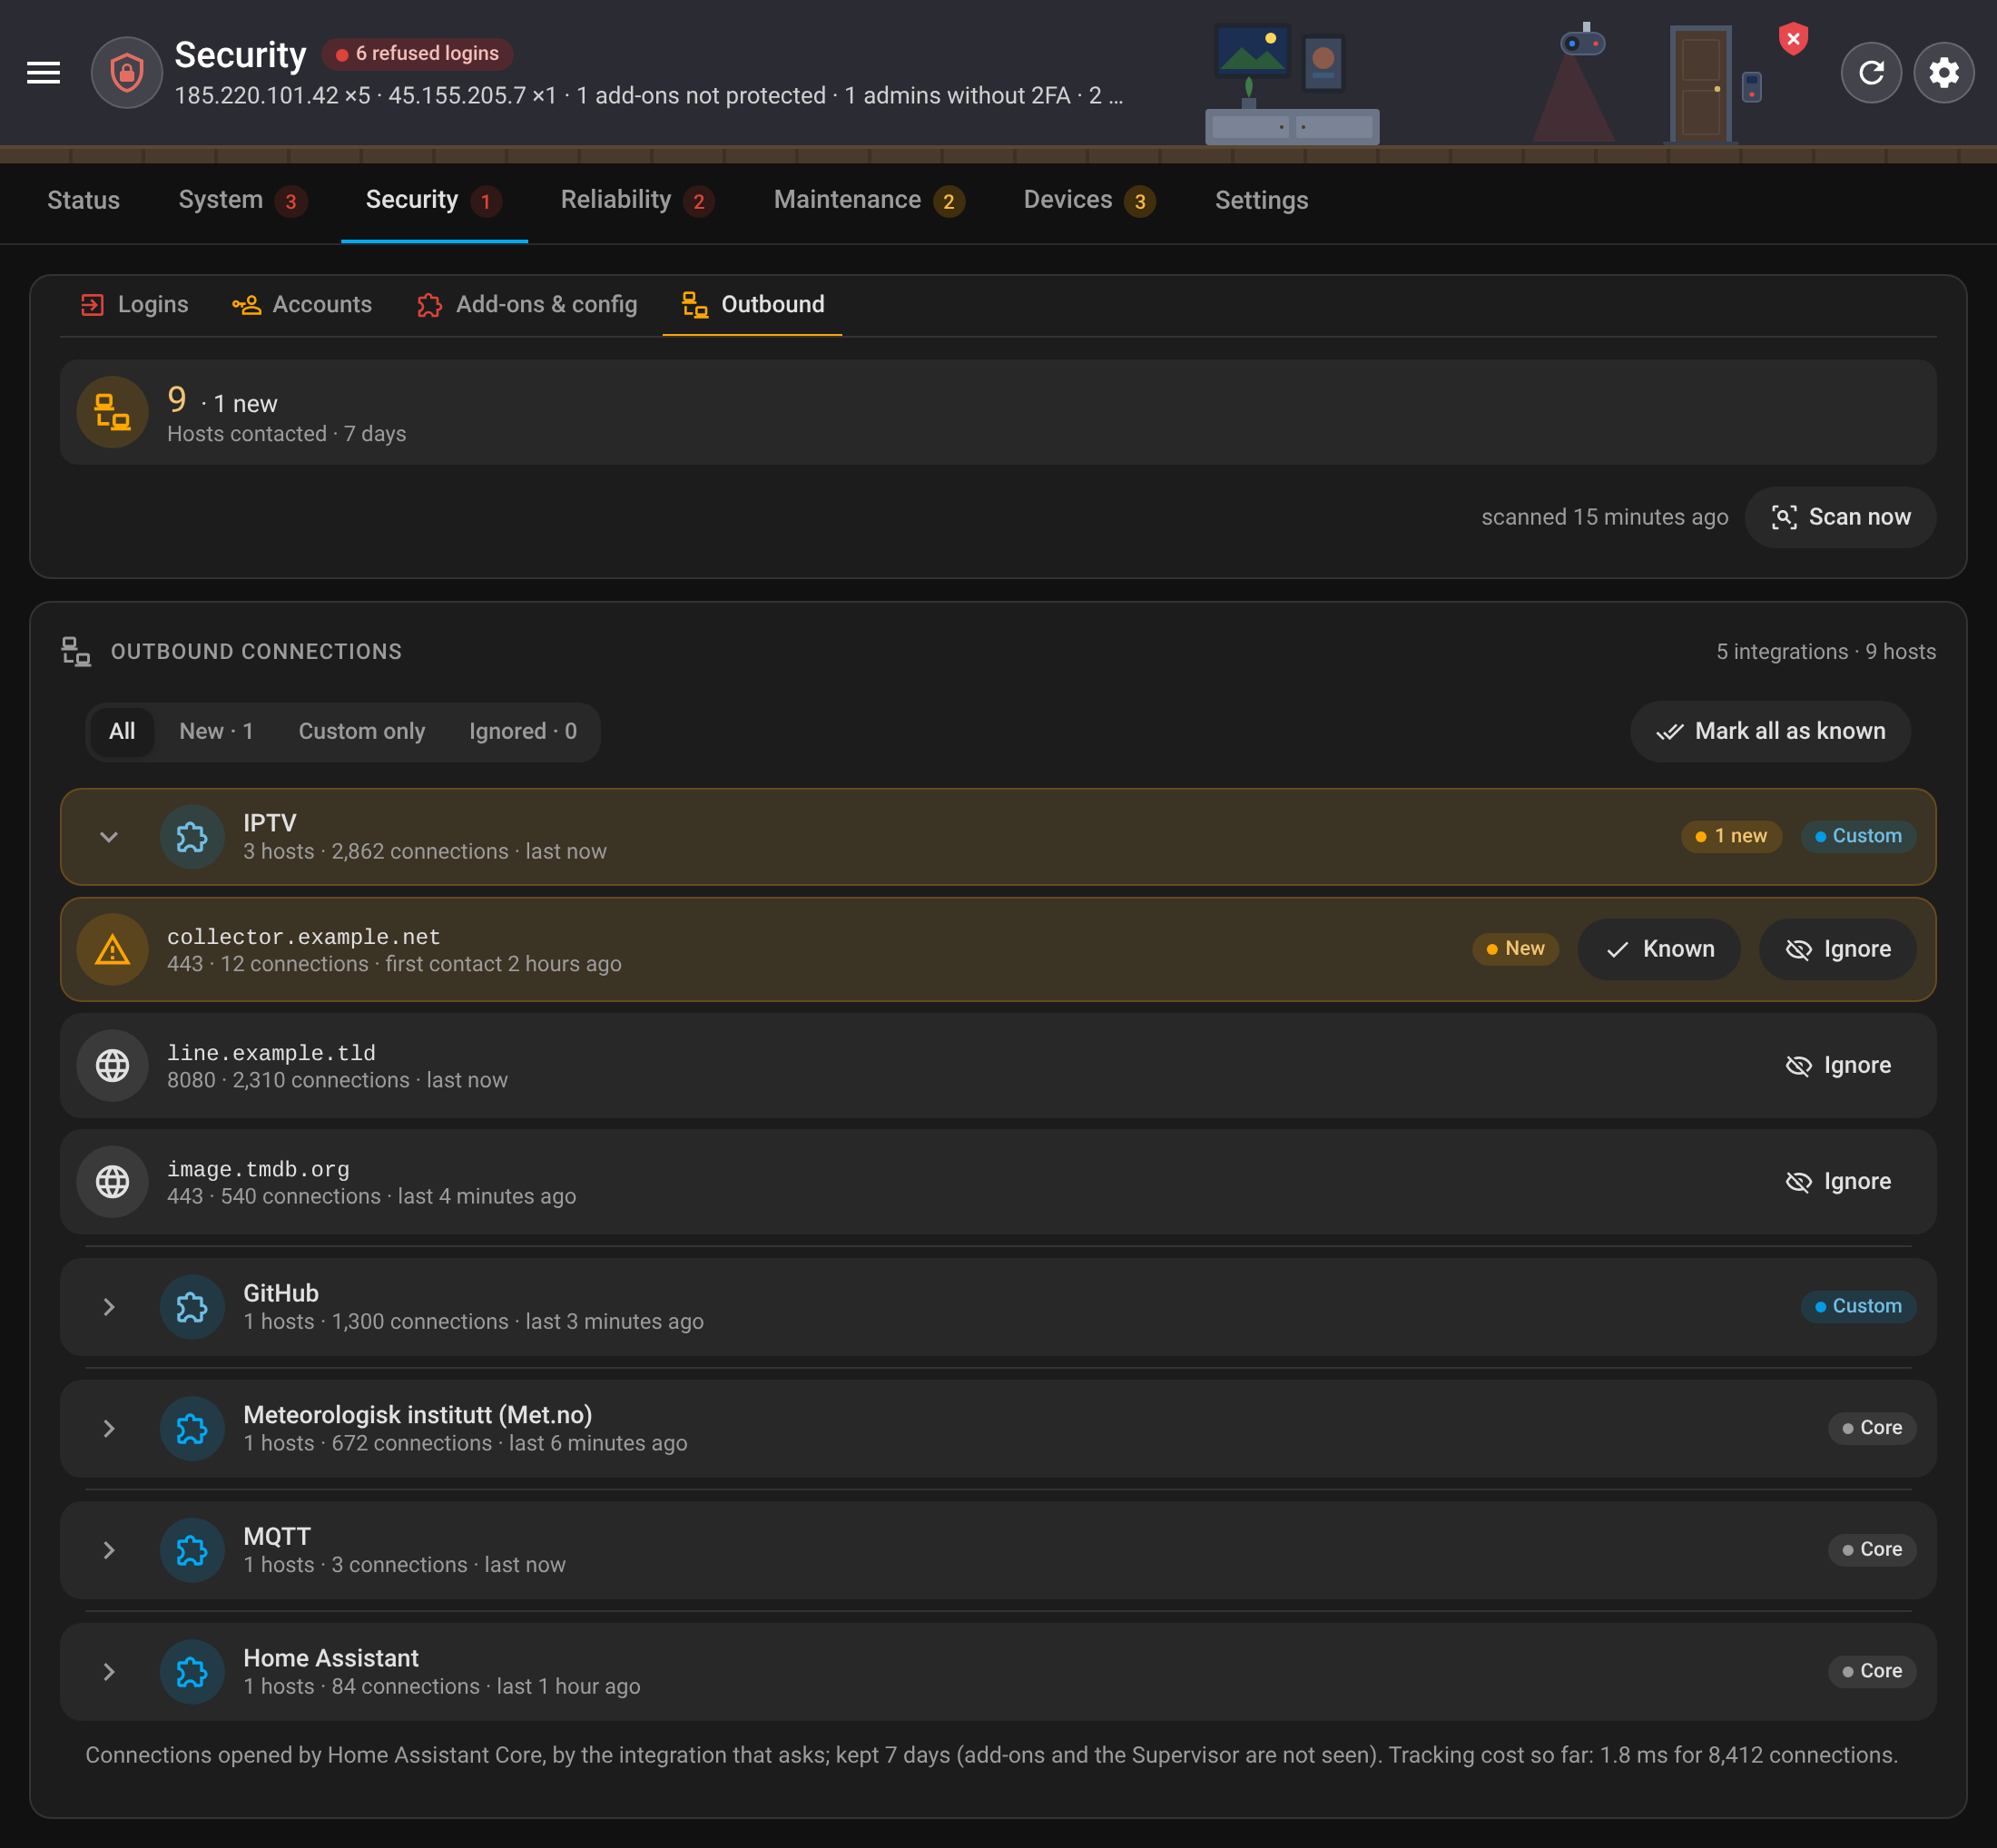 Security
6 refused logins
185.220.101.42 ×5 · 45.155.205.7 ×1 · 1 add-ons not protected · 1 admins without 2FA · 2 ...
Status
System 3
Security 1
Reliability 2
Maintenance 2
Devices 3
Settings
Logins
Accounts
Add-ons & config
Outbound
9 · 1 new
Hosts contacted · 7 days
scanned 15 minutes ago
Scan now
OUTBOUND CONNECTIONS
5 integrations · 9 hosts
All
New · 1
Custom only
Ignored · 0
Mark all as known
IPTV
3 hosts · 2,862 connections · last now
1 new
Custom
collector.example.net
443 · 12 connections · first contact 2 hours ago
New
Known
Ignore
line.example.tld
8080 · 2,310 connections · last now
Ignore
image.tmdb.org
443 · 540 connections · last 4 minutes ago
Ignore
GitHub
1 hosts · 1,300 connections · last 3 minutes ago
Custom
Meteorologisk institutt (Met.no)
1 hosts · 672 connections · last 6 minutes ago
Core
MQTT
1 hosts · 3 connections · last now
Core
Home Assistant
1 hosts · 84 connections · last 1 hour ago
Core
Connections opened by Home Assistant Core, by the integration that asks; kept 7 days (add-ons and the Supervisor are not seen). Tracking cost so far: 1.8 ms for 8,412 connections.